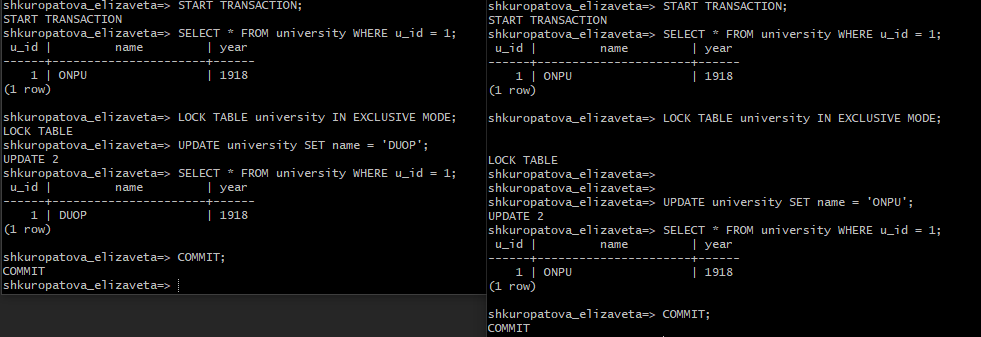 shkuropatova_elizaveta=> START TRANSACTION;
START TRANSACTION
shkuropatova_elizaveta=> SELECT * FROM university WHERE u_id = 1;
 u_id |         name         | year
------+----------------------+------
    1 | ONPU                 | 1918
(1 row)
shkuropatova_elizaveta=> LOCK TABLE university IN EXCLUSIVE MODE;
LOCK TABLE
shkuropatova_elizaveta=> UPDATE university SET name = 'DUOP';
UPDATE 2
shkuropatova_elizaveta=> SELECT * FROM university WHERE u_id = 1;
 u_id |         name         | year
------+----------------------+------
    1 | DUOP                 | 1918
(1 row)
shkuropatova_elizaveta=> COMMIT;
COMMIT
shkuropatova_elizaveta=>
shkuropatova_elizaveta=> START TRANSACTION;
START TRANSACTION
shkuropatova_elizaveta=> SELECT * FROM university WHERE u_id = 1;
 u_id |         name         | year
------+----------------------+------
    1 | ONPU                 | 1918
(1 row)
shkuropatova_elizaveta=> LOCK TABLE university IN EXCLUSIVE MODE;
LOCK TABLE
shkuropatova_elizaveta=>
shkuropatova_elizaveta=>
shkuropatova_elizaveta=> UPDATE university SET name = 'ONPU';
UPDATE 2
shkuropatova_elizaveta=> SELECT * FROM university WHERE u_id = 1;
 u_id |         name         | year
------+----------------------+------
    1 | ONPU                 | 1918
(1 row)
shkuropatova_elizaveta=> COMMIT;
COMMIT